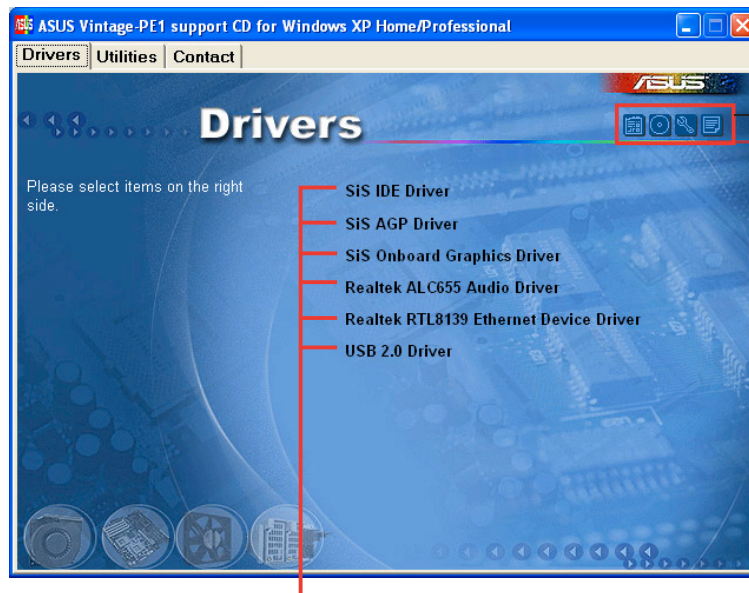 ASUS Vintage-PE1 support CD for Windows XP Home/Professional
Drivers Utilities Contact
ASUS
Drivers
Please select items on the right
side.
SiS IDE Driver
SiS AGP Driver
SiS Onboard Graphics Driver
Realtek ALC655 Audio Driver
Realtek RTL8139 Ethernet Device Driver
USB 2.0 Driver